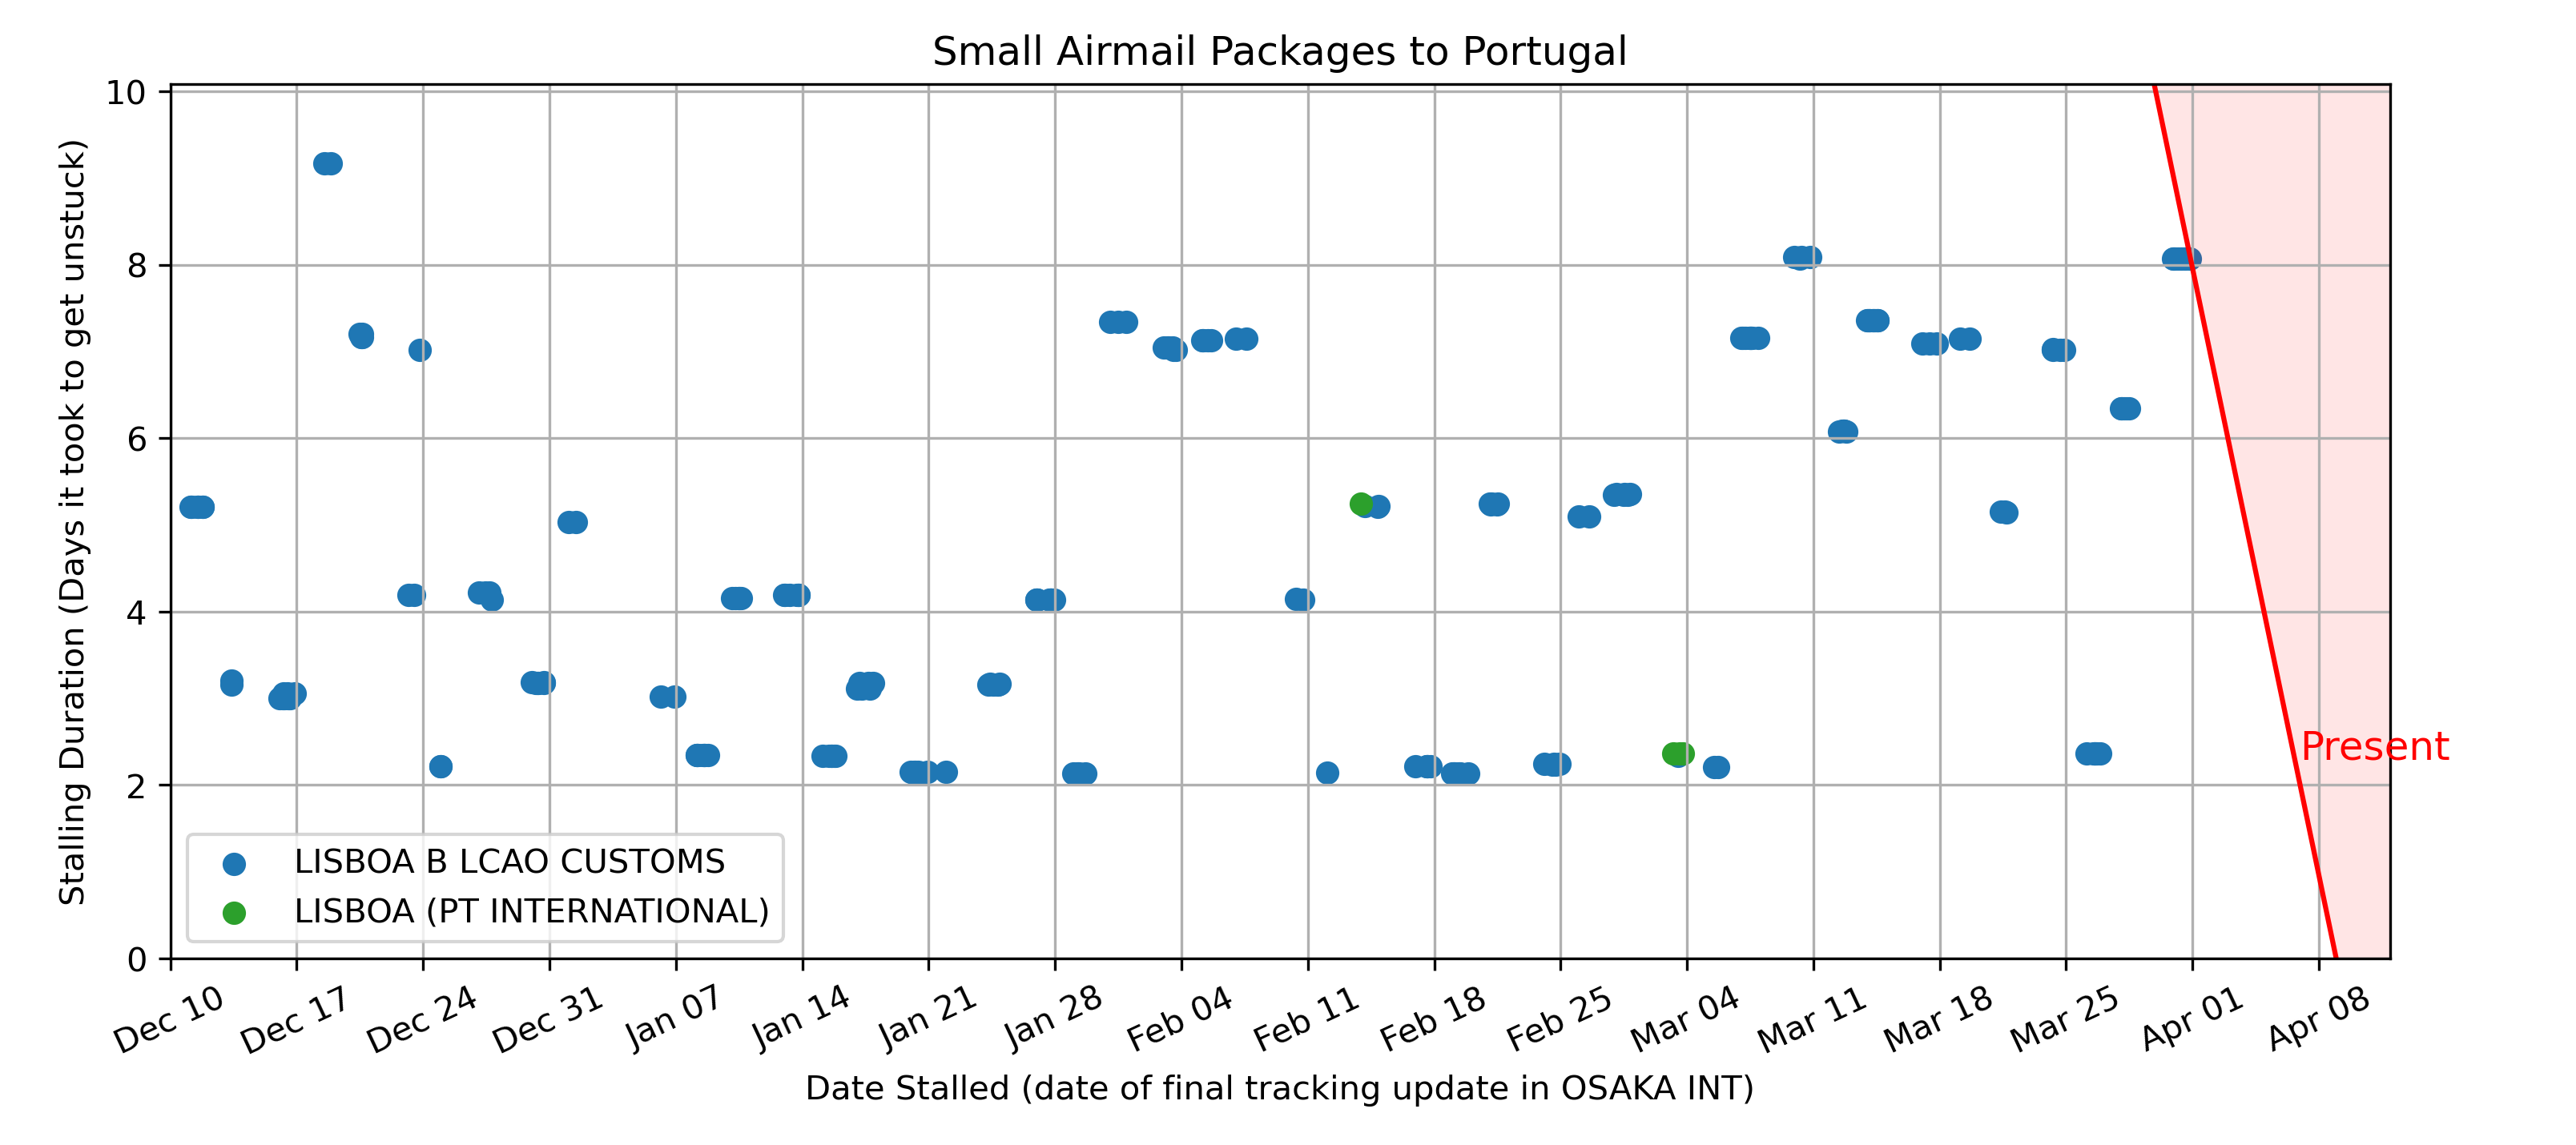 Small Airmail Packages to Portugal
Stalling Duration (Days it took to get unstuck)
10
8
6
4
2
0
Present
LISBOA B LCAO CUSTOMS
LISBOA (PT INTERNATIONAL)
Dec 10
Dec 17
Dec 24
Dec 31
Jan 07
Jan 14
Jan 21
Jan 28
Feb 04
Feb 11
Feb 18
Feb 25
Mar 04
Mar 11
Mar 18
Mar 25
Apr 01
Apr 08
Date Stalled (date of final tracking update in OSAKA INT)